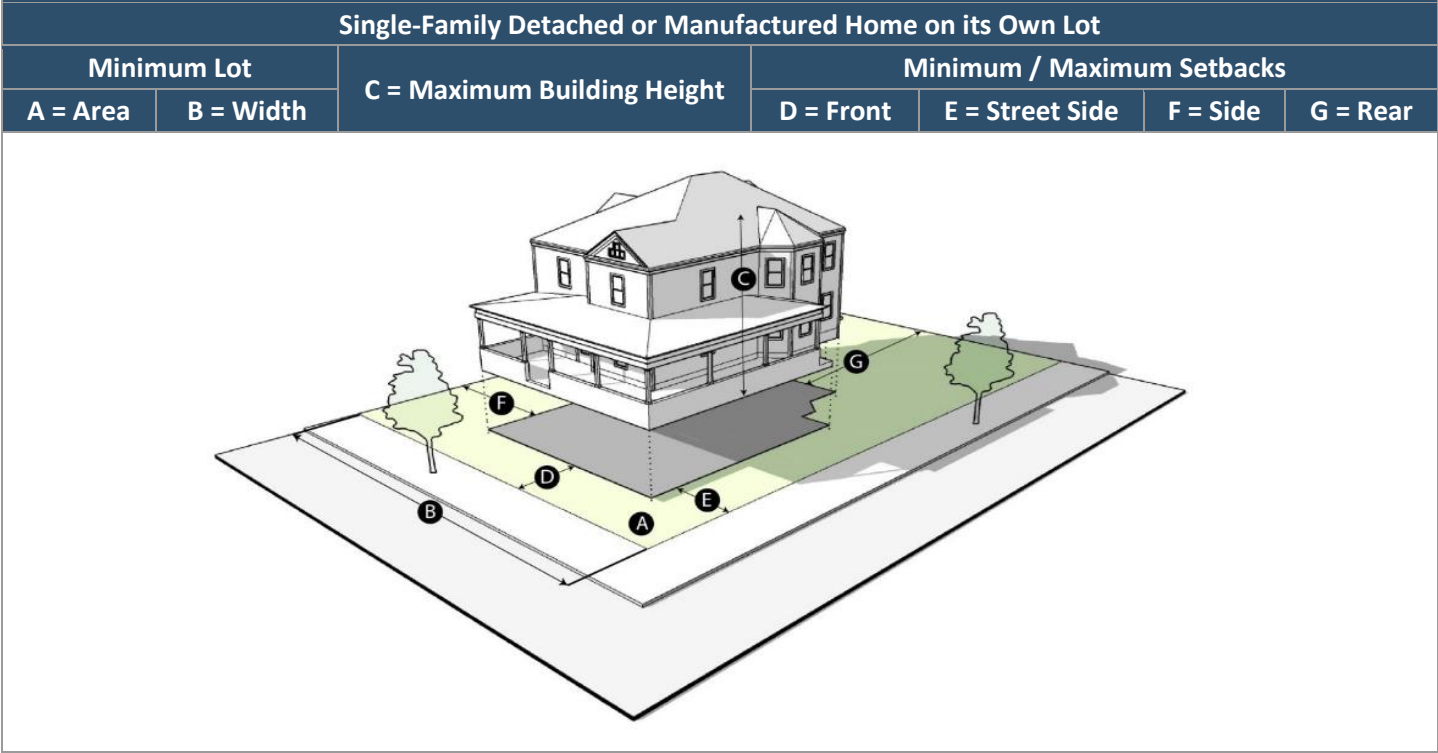 Single-Family Detached or Manufactured Home on its Own Lot
Minimum Lot
C = Maximum Building Height
Minimum / Maximum Setbacks
A = Area
B = Width
D = Front
E = Street Side
F = Side
G = Rear
C
G
F
D
E
B
A